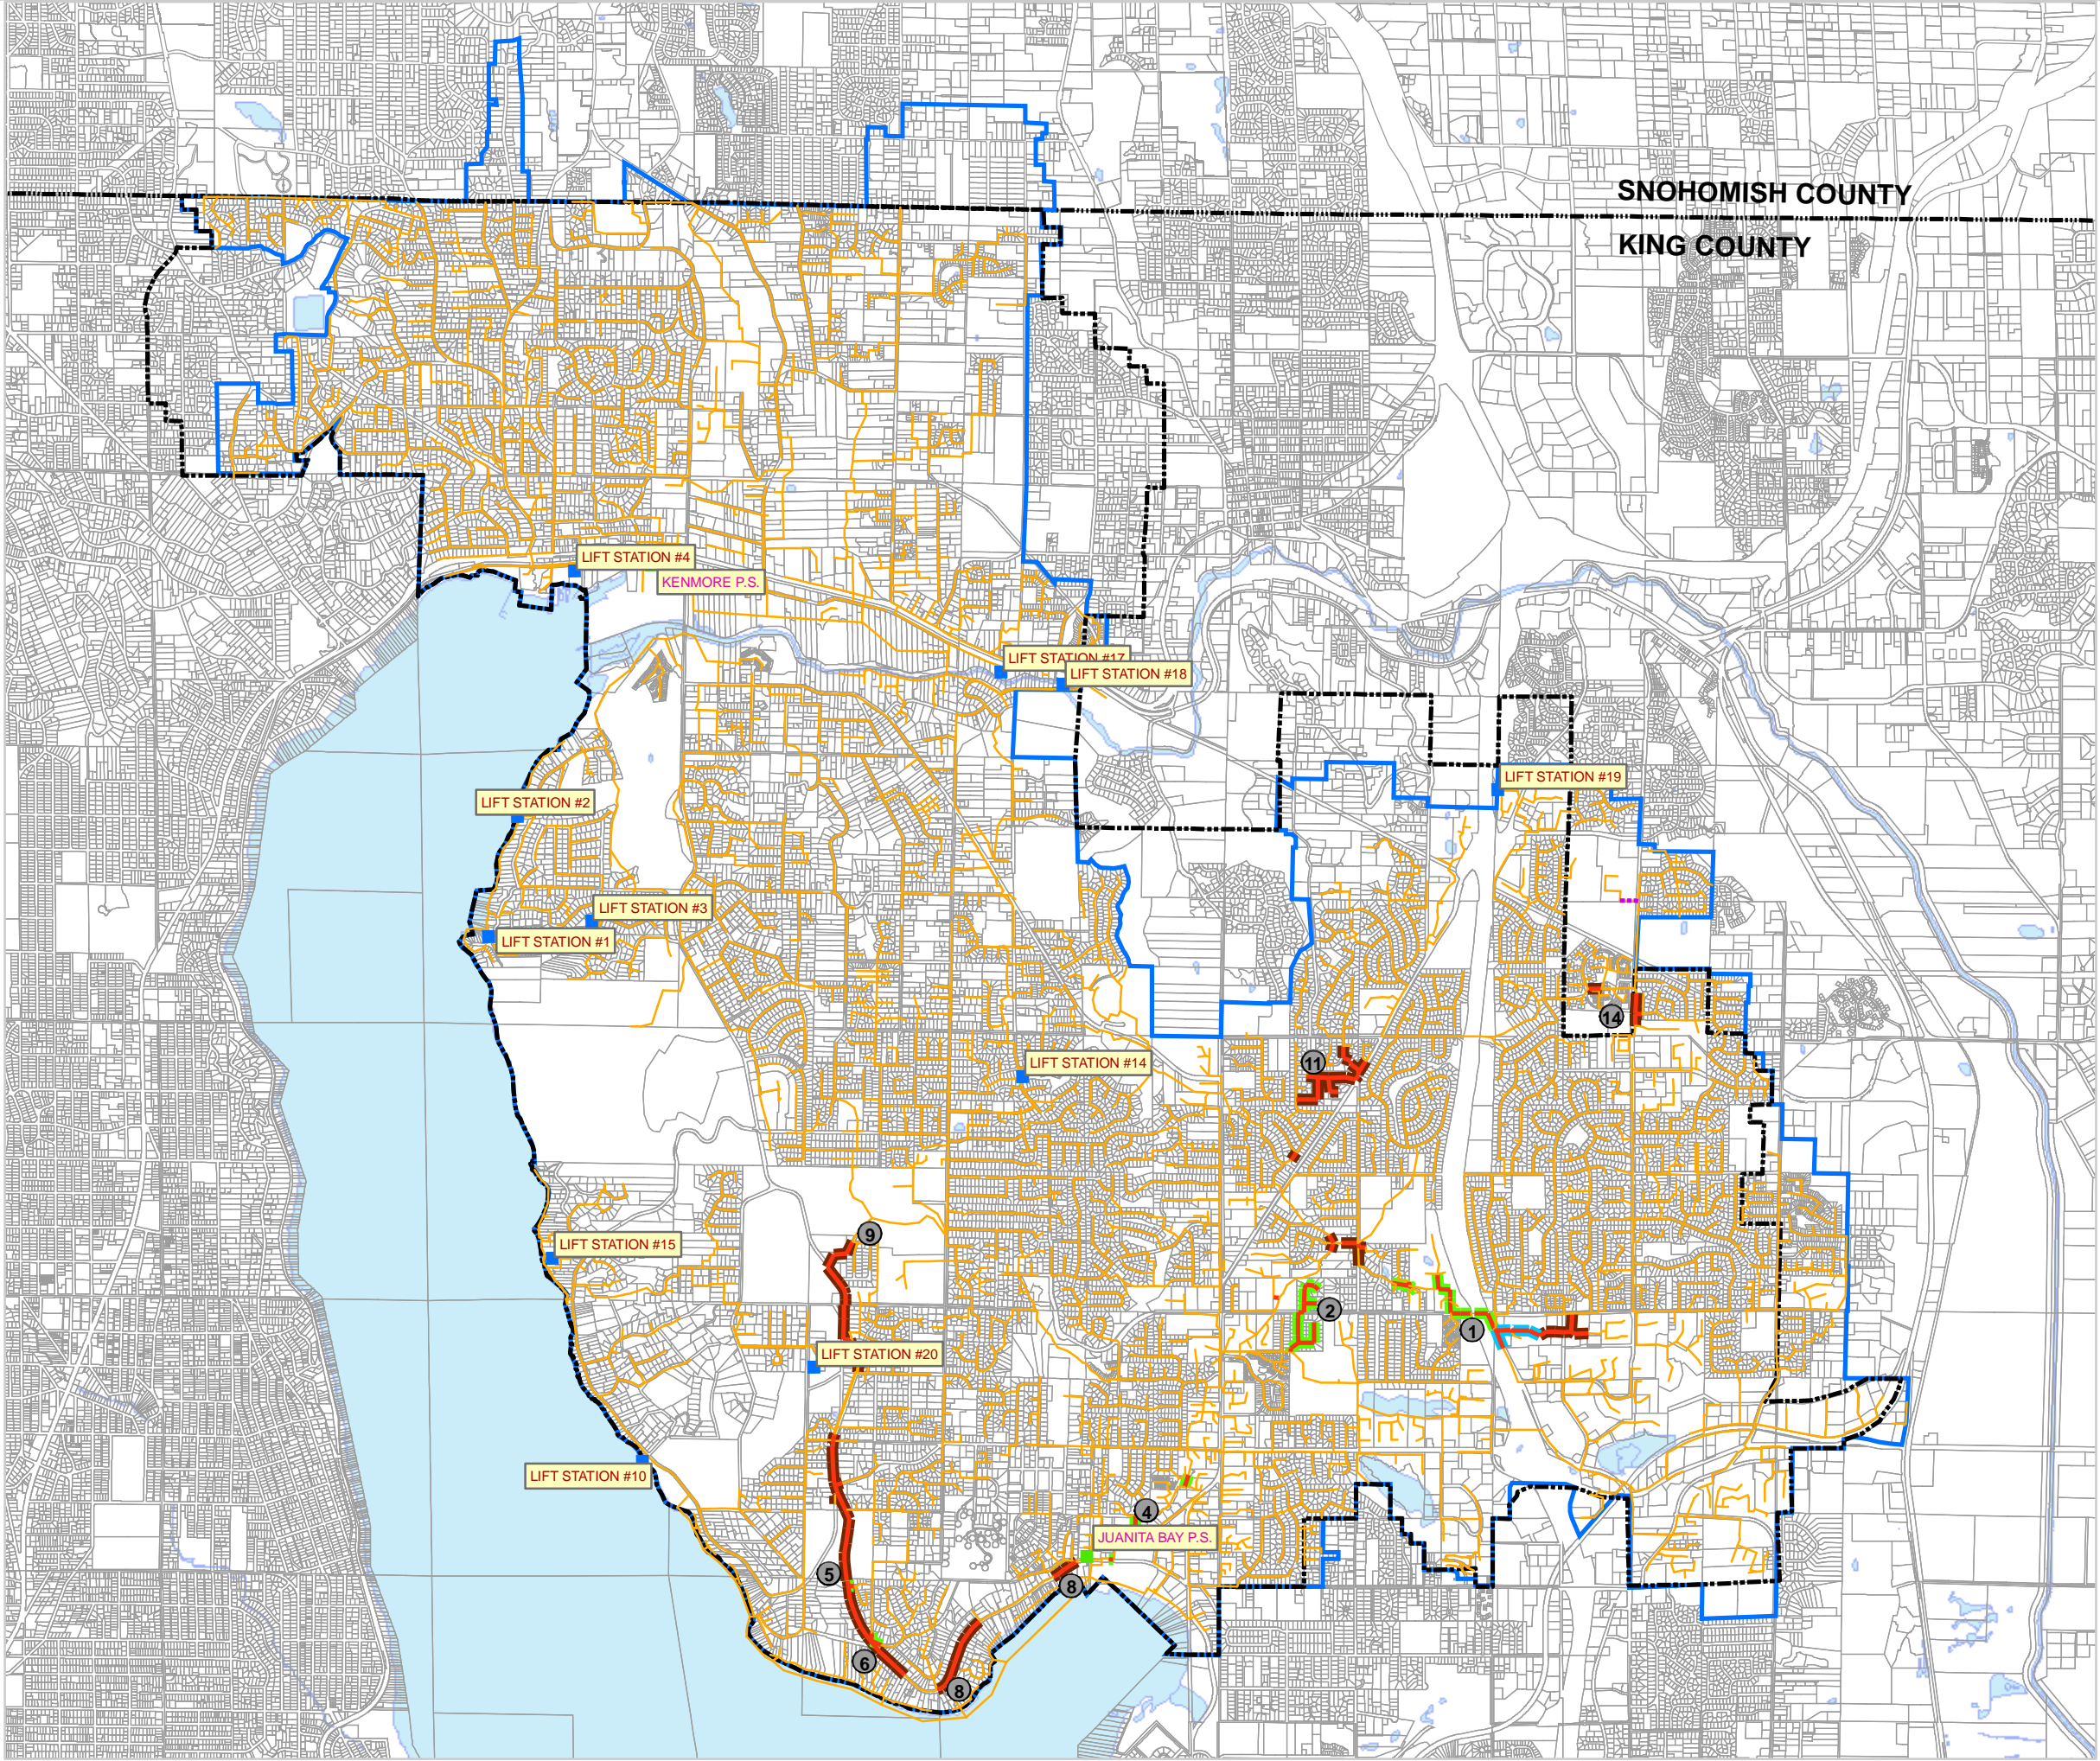 SNOHOMISH COUNTY
KING COUNTY
LIFT STATION #4
KENMORE P.S.
LIFT STATION #17
LIFT STATION #18
LIFT STATION #19
LIFT STATION #2
LIFT STATION #3
LIFT STATION #1
14
11
LIFT STATION #14
9
LIFT STATION #15
2
1
LIFT STATION #20
LIFT STATION #10
4
JUANITA BAY P.S.
5
8
6
8